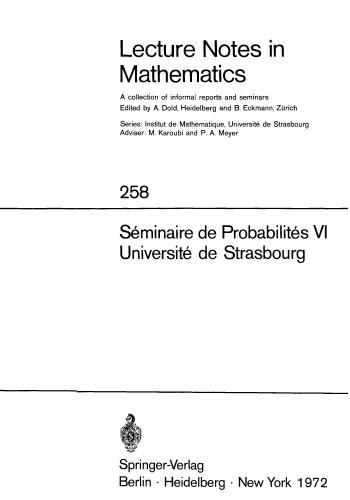 Lecture Notes in
Mathematics
A collection of informal reports and seminars
Edited by A. Dold, Heidelberg and B. Eckmann, Zürich
Series: Institut de Mathématique, Université de Strasbourg
Adviser: M. Karoubi and P. A. Meyer
258
Séminaire de Probabilités VI
Université de Strasbourg
Springer-Verlag
Berlin · Heidelberg · New York 1972